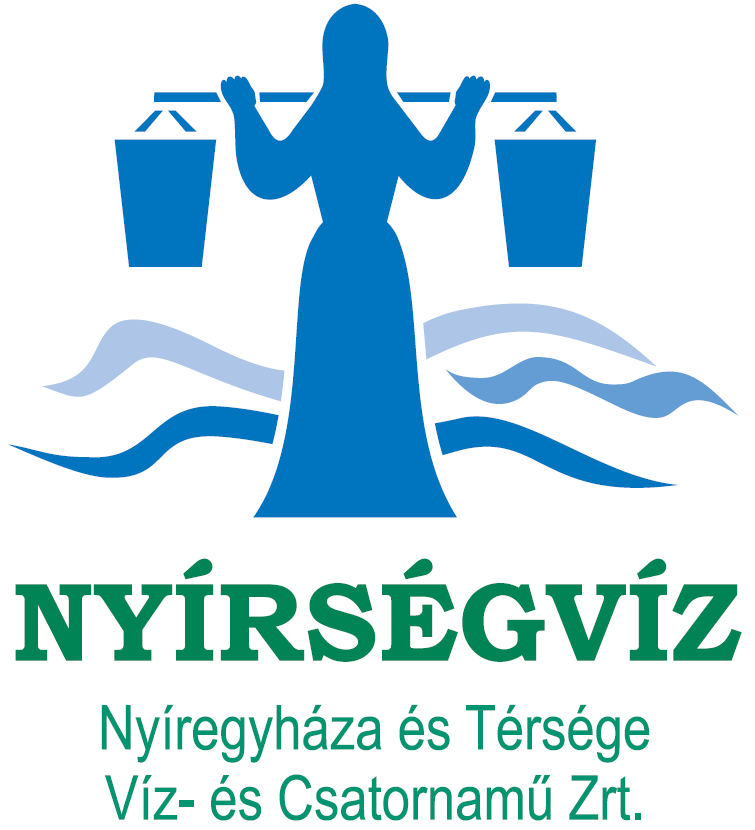 NYÍRSÉGVÍZ
Nyíregyháza és Térsége
Víz- és Csatornamű Zrt.